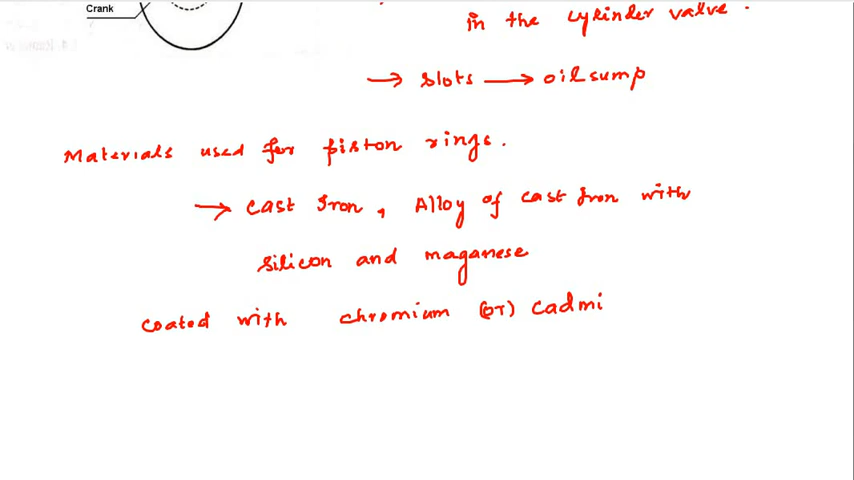 Crank
in the cylinder valve.
→ slots → oil sump
Materials used for piston rings.
→ cast Iron, Alloy of cast Iron with
silicon and maganese
coated with chromium (or) cadmi